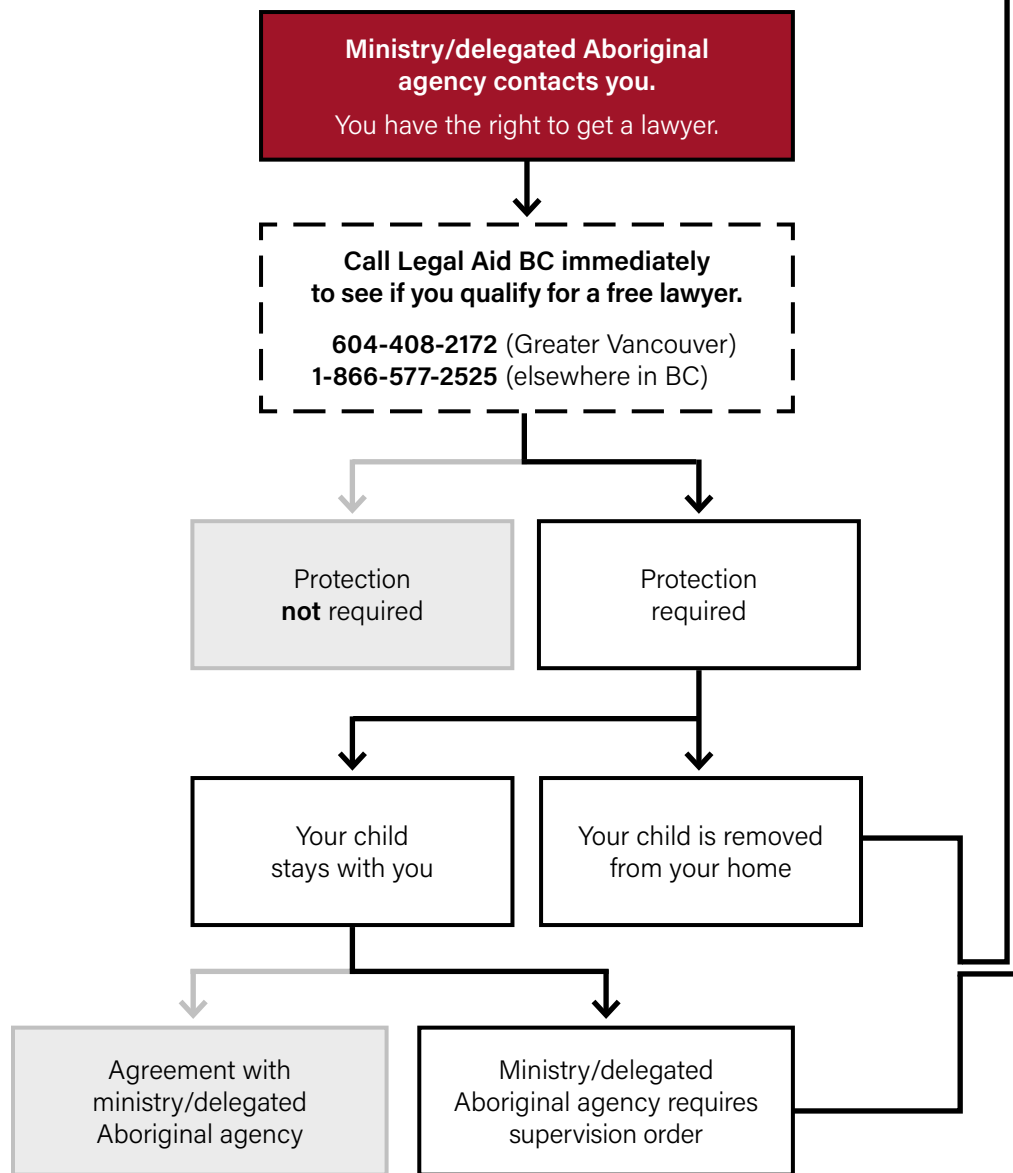 Ministry/delegated Aboriginal
agency contacts you.
You have the right to get a lawyer.
Call Legal Aid BC immediately
to see if you qualify for a free lawyer.
604-408-2172 (Greater Vancouver)
1-866-577-2525 (elsewhere in BC)
Protection
not required
Protection
required
Your child
stays with you
Your child is removed
from your home
Agreement with
ministry/delegated
Aboriginal agency
Ministry/delegated
Aboriginal agency requires
supervision order